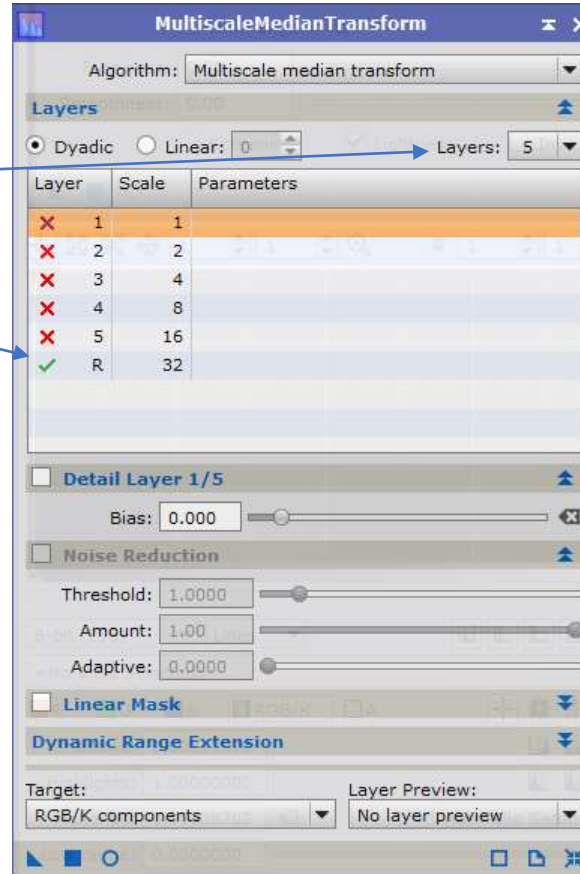 MultiscaleMedianTransform
Algorithm: Multiscale median transform
Layers
Dyadic Linear: 0 Layers: 5
Layer Scale Parameters
1 1
2 2
3 4
4 8
5 16
R 32
Detail Layer 1/5
Bias: 0.000
Noise Reduction
Threshold: 1.0000
Amount: 1.00
Adaptive: 0.0000
Linear Mask
Dynamic Range Extension
Target: Layer Preview:
RGB/K components No layer preview